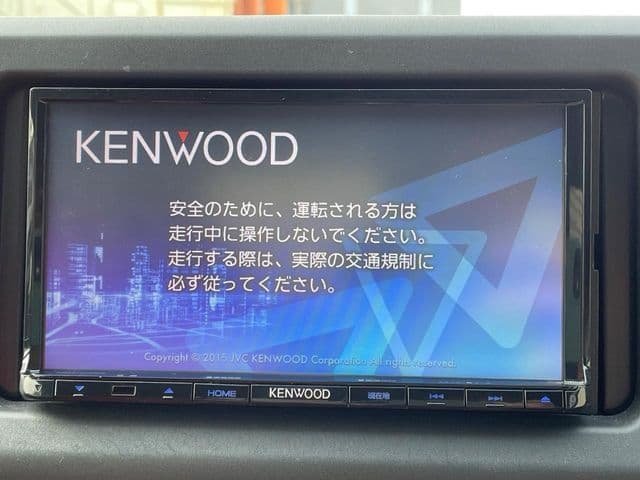 KENWOOD
安全のために、運転される方は
走行中に操作しないでください。
走行する際は、実際の交通規制に
必ず従ってください。
Copyright © 2015 JVC KENWOOD Corporation All rights reserved.
HOME KENWOOD 現在地